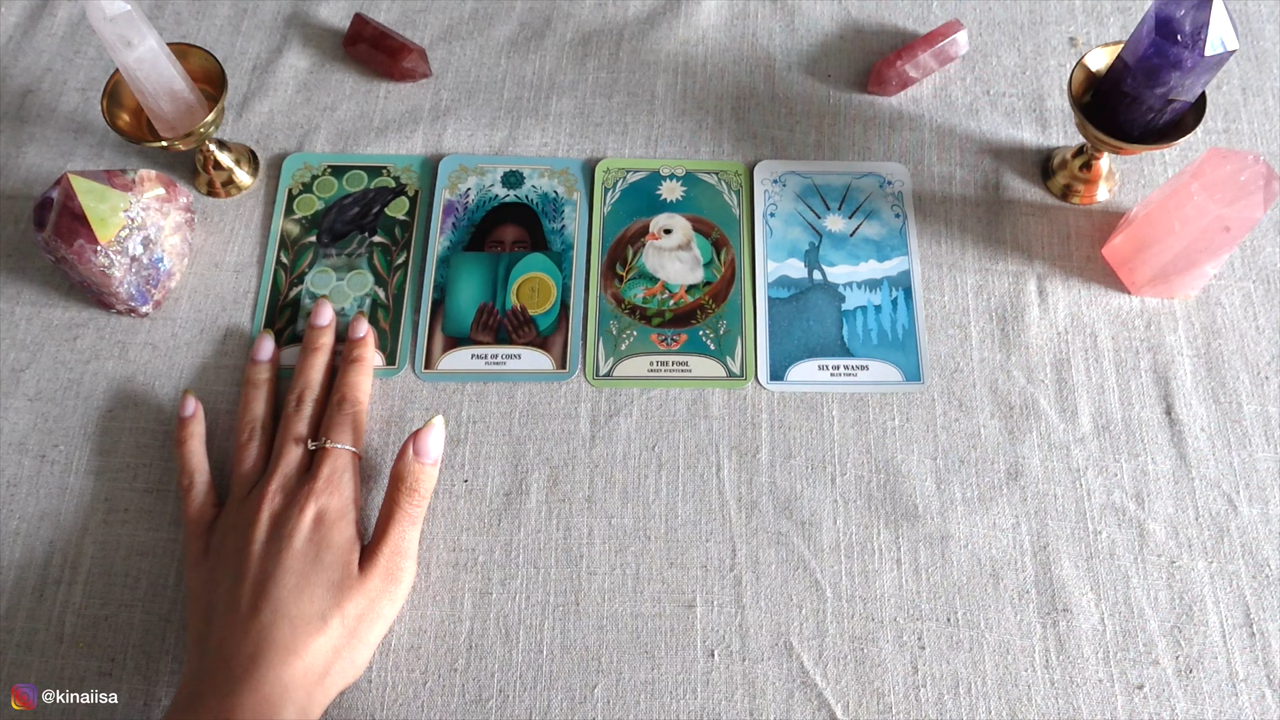 PAGE OF COINS
FLUORITE
0 THE FOOL
GREEN AVENTURINE
SIX OF WANDS
BLUE TOPAZ
@kinaiisa